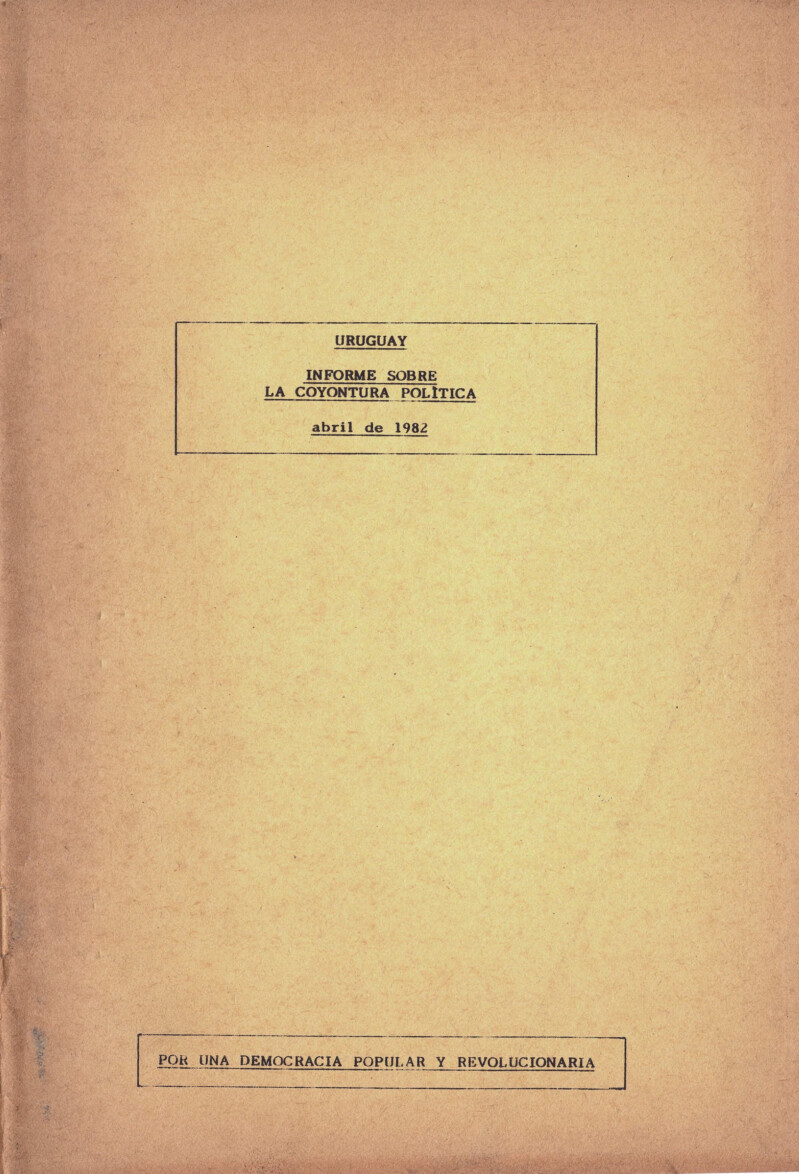 URUGUAY
INFORME SOBRE
LA COYONTURA POLÌTICA
abril de 1982
POR UNA DEMOCRACIA POPULAR Y REVOLUCIONARIA